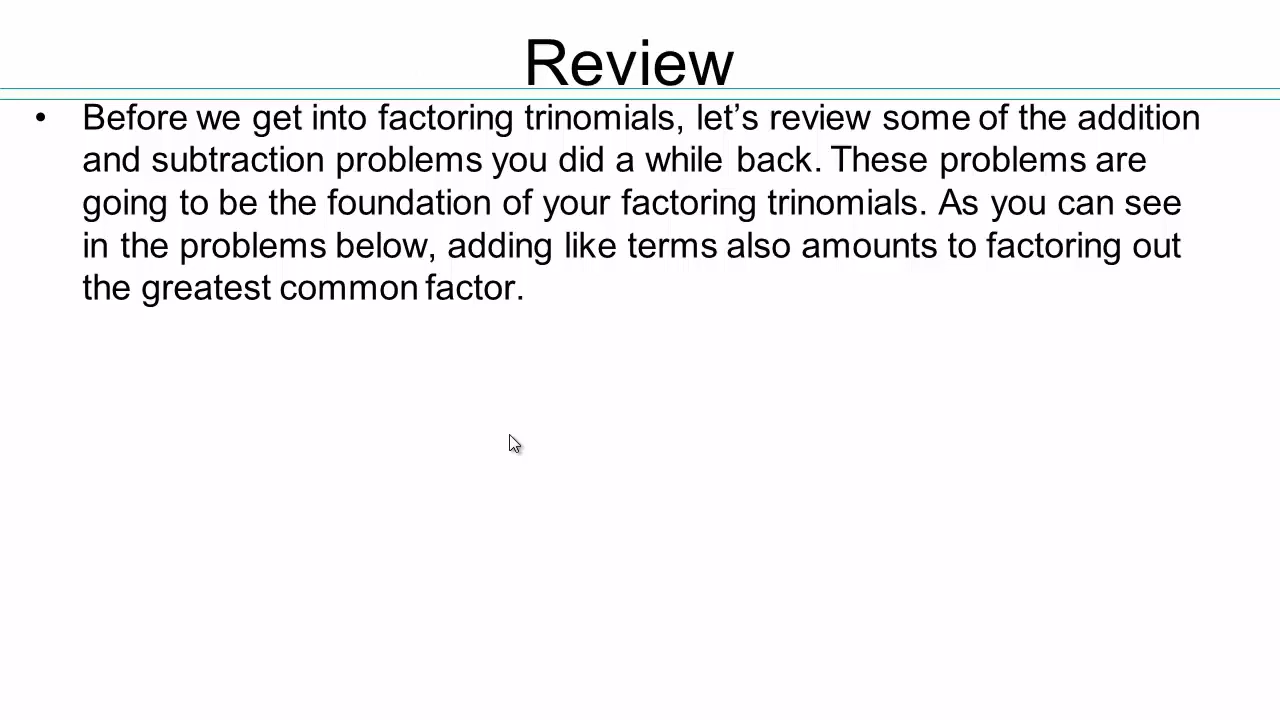 Review
• Before we get into factoring trinomials, let’s review some of the addition
and subtraction problems you did a while back. These problems are
going to be the foundation of your factoring trinomials. As you can see
in the problems below, adding like terms also amounts to factoring out
the greatest common factor.